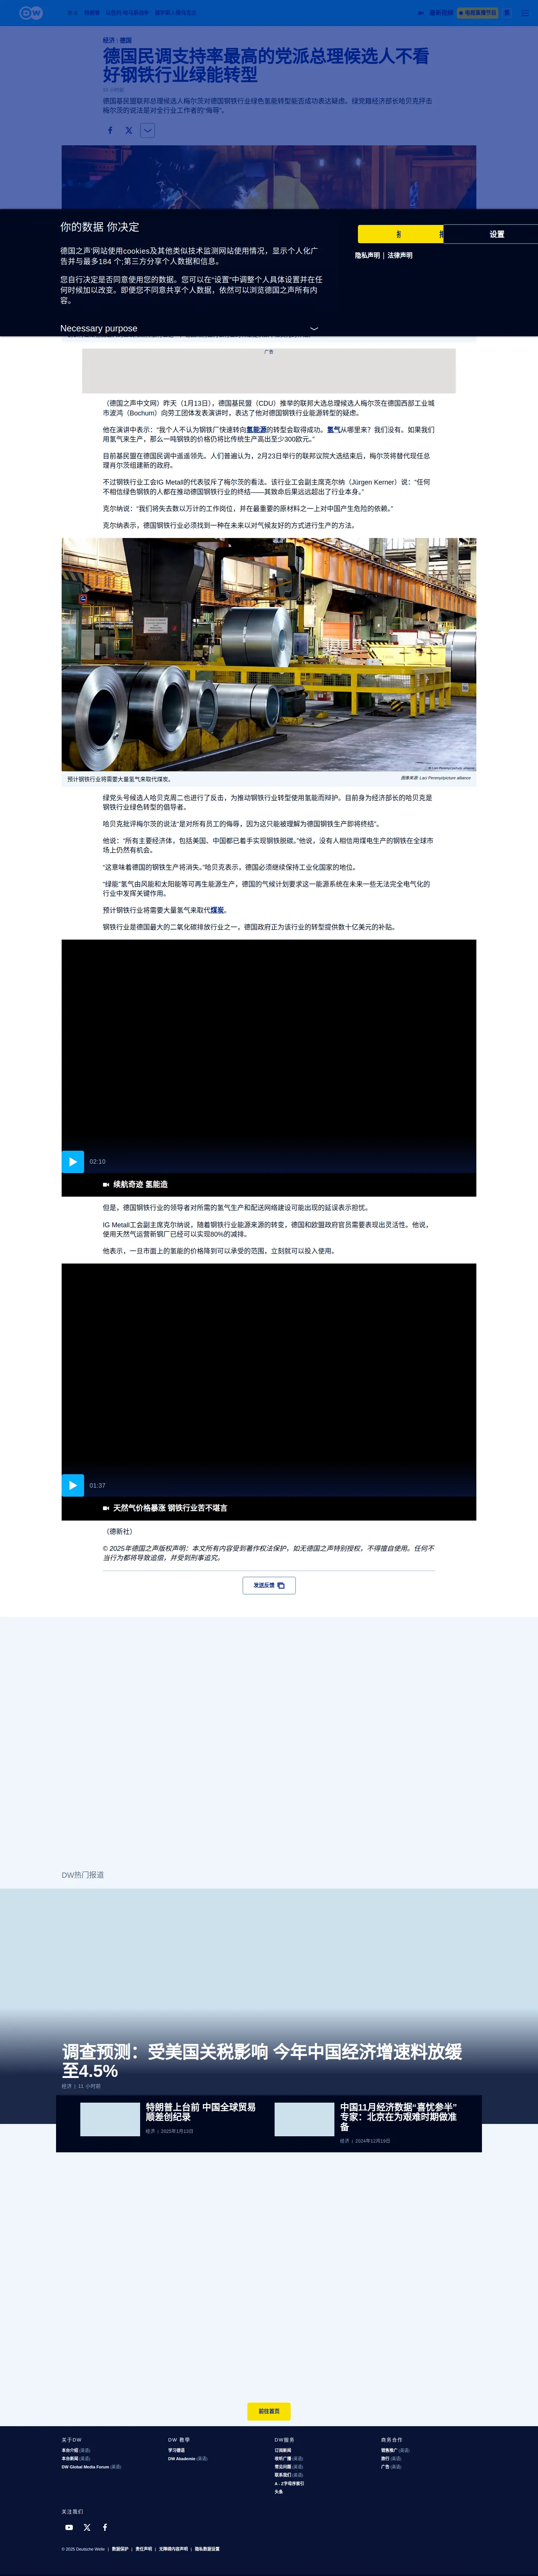 DW
最新视频
电视直播节目
经济 | 德国
德国民调支持率最高的党派总理候选人不看
好钢铁行业绿能转型
德国基民盟联邦总理候选人梅尔茨对德国钢铁行业绿色氢能转型能否成功表达疑虑。绿党籍经济部长哈贝克抨击
梅尔茨的说法是对全行业工作者的“侮辱”。
你的数据 你决定
德国之声'网站使用cookies及其他类似技术监测网站使用情况，显示个人化广
告并与最多184 个;第三方分享个人数据和信息。
您自行决定是否同意使用您的数据。您可以在“设置”中调整个人具体设置并在任
何时候加以改变。即便您不同意共享个人数据，依然可以浏览德国之声所有内
容。
Necessary purpose
设置
隐私声明 | 法律声明
广告
（德国之声中文网）昨天（1月13日），德国基民盟（CDU）推举的联邦大选总理候选人梅尔茨在德国西部工业城
市波鸿（Bochum）向劳工团体发表演讲时，表达了他对德国钢铁行业能源转型的疑虑。
他在演讲中表示：“我个人不认为钢铁厂快速转向氢能源的转型会取得成功。氢气从哪里来？我们没有。如果我们
用氢气来生产，那么一吨钢铁的价格仍将比传统生产高出至少300欧元。”
目前基民盟在德国民调中遥遥领先。人们普遍认为，2月23日举行的联邦议院大选结束后，梅尔茨将替代现任总
理肖尔茨组建新的政府。
不过钢铁行业工会IG Metall的代表驳斥了梅尔茨的看法。该行业工会副主席克尔纳（Jürgen Kerner）说：“任何
不相信绿色钢铁的人都在推动德国钢铁行业的终结——其致命后果远远超出了行业本身。”
克尔纳说：“我们将失去数以万计的工作岗位，并在最重要的原材料之一上对中国产生危险的依赖。”
克尔纳表示，德国钢铁行业必须找到一种在未来以对气候友好的方式进行生产的方法。
预计钢铁行业将需要大量氢气来取代煤炭。
图像来源: Laci Perenyi/picture alliance
绿党头号候选人哈贝克周二也进行了反击，为推动钢铁行业转型使用氢能而辩护。目前身为经济部长的哈贝克是
钢铁行业绿色转型的倡导者。
哈贝克批评梅尔茨的说法“是对所有员工的侮辱，因为这只能被理解为德国钢铁生产即将终结”。
他说：“所有主要经济体，包括美国、中国都已着手实现钢铁脱碳。”他说，没有人相信用煤电生产的钢铁在全球市
场上仍然有机会。
“这意味着德国的钢铁生产将消失。”哈贝克表示，德国必须继续保持工业化国家的地位。
“绿能”氢气由风能和太阳能等可再生能源生产，德国的气候计划要求这一能源系统在未来一些无法完全电气化的
行业中发挥关键作用。
预计钢铁行业将需要大量氢气来取代煤炭。
钢铁行业是德国最大的二氧化碳排放行业之一，德国政府正为该行业的转型提供数十亿美元的补贴。
02:10
续航奇迹 氢能造
但是，德国钢铁行业的领导者对所需的氢气生产和配送网络建设可能出现的延误表示担忧。
IG Metall工会副主席克尔纳说，随着钢铁行业能源来源的转变，德国和欧盟政府官员需要表现出灵活性。他说，
使用天然气运营新钢厂已经可以实现80%的减排。
他表示，一旦市面上的氢能的价格降到可以承受的范围，立刻就可以投入使用。
01:37
天然气价格暴涨 钢铁行业苦不堪言
（德新社）
© 2025年德国之声版权声明：本文所有内容受到著作权法保护，如无德国之声特别授权，不得擅自使用。任何不
当行为都将导致追偿，并受到刑事追究。
发送反馈
DW热门报道
调查预测：受美国关税影响 今年中国经济增速料放缓
至4.5%
经济 | 11 小时前
特朗普上台前 中国全球贸易
顺差创纪录
经济 | 2025年1月13日
中国11月经济数据“喜忧参半”
专家：北京在为艰难时期做准
备
经济 | 2024年12月19日
前往首页
关于DW
本台介绍 (英语)
本台新闻 (英语)
DW Global Media Forum (英语)
DW 教学
学习德语
DW Akademie (英语)
DW服务
订阅新闻
收听广播 (英语)
常见问题 (英语)
联系我们 (英语)
A - Z字母序索引
头条
商务合作
销售推广 (英语)
旅行 (英语)
广告 (英语)
关注我们
© 2025 Deutsche Welle | 数据保护 | 责任声明 | 无障碍内容声明 | 隐私数据设置